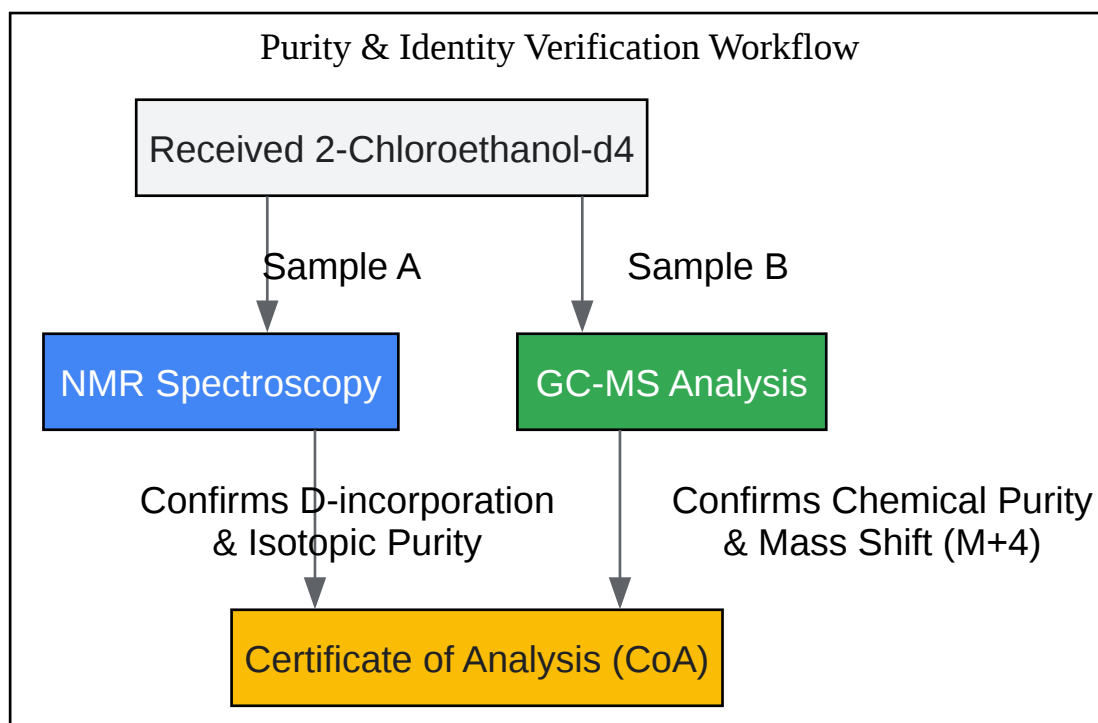 Purity & Identity Verification Workflow
Received 2-Chloroethanol-d4
Sample A
Sample B
NMR Spectroscopy
GC-MS Analysis
Confirms D-incorporation
& Isotopic Purity
Confirms Chemical Purity
& Mass Shift (M+4)
Certificate of Analysis (CoA)